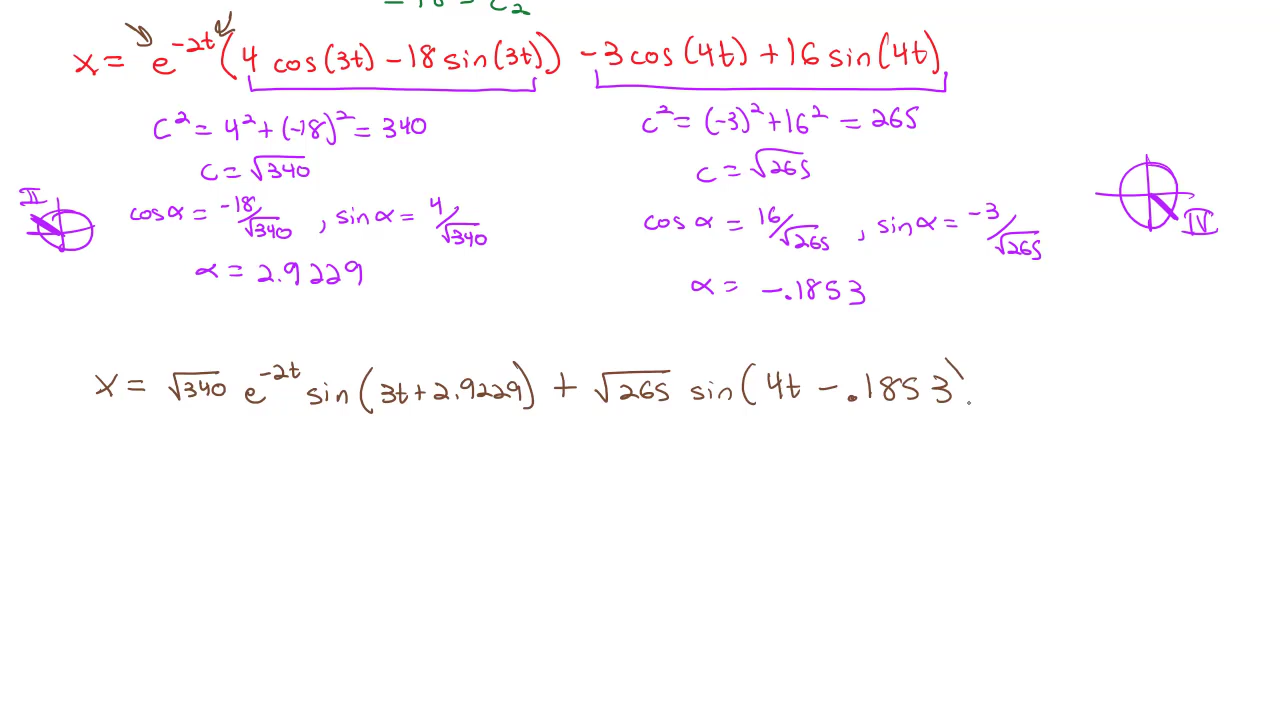 = -18 = C₂
x = e^{-2t} (4 cos(3t) - 18 sin(3t)) - 3 cos(4t) + 16 sin(4t)
C² = 4² + (-18)² = 340
C² = (-3)² + 16² = 265
C = √340
C = √265
II
cos α = -18/√340 , sin α = 4/√340
cos α = 16/√265 , sin α = -3/√265
IV
α = 2.9229
α = -.1853
x = √340 e^{-2t} sin(3t + 2.9229) + √265 sin(4t - .1853)